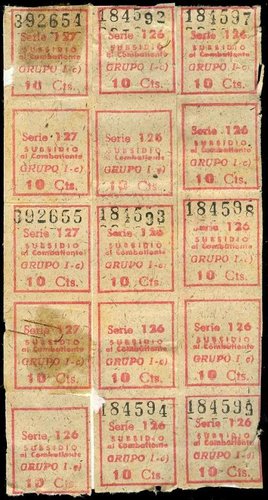 392654 184592 184597
Serie 127 Serie 126 Serie 126
SUBSIDIO SUBSIDIO SUBSIDIO
al Combatiente al Combatiente al Combatiente
GRUPO I-c) GRUPO I-c) GRUPO I-c)
10 Cts. 10 Cts. 10 Cts.
Serie 127 Serie 126 Serie 126
SUBSIDIO SUBSIDIO SUBSIDIO
al Combatiente al Combatiente al Combatiente
GRUPO I-c) GRUPO I-c) GRUPO I-c)
10 Cts. 10 Cts. 10 Cts.
392655 184593 184598
Serie 127 Serie 126 Serie 126
SUBSIDIO SUBSIDIO SUBSIDIO
al Combatiente al Combatiente al Combatiente
GRUPO I-c) GRUPO I-c) GRUPO I-c)
10 Cts. 10 Cts. 10 Cts.
Serie 127 Serie 126 Serie 126
SUBSIDIO SUBSIDIO SUBSIDIO
al Combatiente al Combatiente al Combatiente
GRUPO I-c) GRUPO I-c) GRUPO I-c)
10 Cts. 10 Cts. 10 Cts.
184594
Serie 126 Serie 126 Serie 126
SUBSIDIO SUBSIDIO SUBSIDIO
al Combatiente al Combatiente al Combatiente
GRUPO I-c) GRUPO I-c) GRUPO I-c)
10 Cts. 10 Cts. 10 Cts.